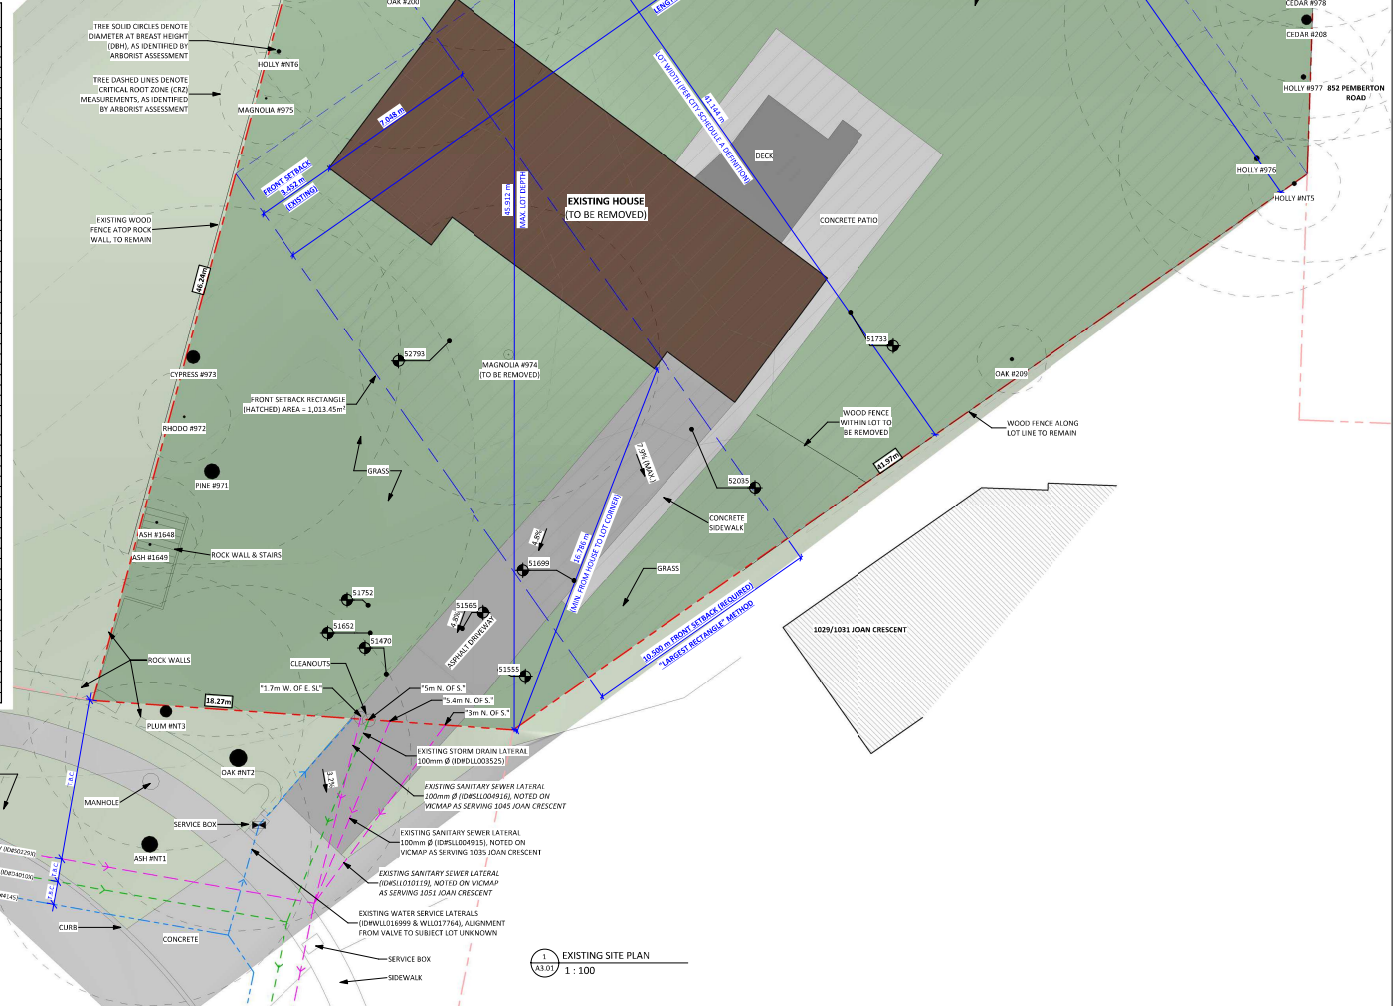 OAK #200
LENGTH
CEDAR #978
CEDAR #208
TREE SOLID CIRCLES DENOTE
DIAMETER AT BREAST HEIGHT
(DBH), AS IDENTIFIED BY
ARBORIST ASSESSMENT
HOLLY #NT6
TREE DASHED LINES DENOTE
CRITICAL ROOT ZONE (CRZ)
MEASUREMENTS, AS IDENTIFIED
BY ARBORIST ASSESSMENT
MAGNOLIA #975
7.048 m
41.144 m
LOT WIDTH (PER CITY SCHEDULE A DEFINITION)
HOLLY #977
852 PEMBERTON
ROAD
DECK
HOLLY #976
HOLLY #NT5
FRONT SETBACK
3.452 m
(EXISTING)
45.912 m
MAX. LOT DEPTH
EXISTING HOUSE
(TO BE REMOVED)
CONCRETE PATIO
EXISTING WOOD
FENCE ATOP ROCK
WALL, TO REMAIN
46.24m
51733
52793
MAGNOLIA #974
(TO BE REMOVED)
CYPRESS #973
OAK #209
FRONT SETBACK RECTANGLE
(HATCHED) AREA = 1,013.45m²
WOOD FENCE
WITHIN LOT TO
BE REMOVED
WOOD FENCE ALONG
LOT LINE TO REMAIN
RHODO #972
7.9% (MAX.)
41.97m
GRASS
PINE #971
52035
CONCRETE
SIDEWALK
ASH #1648
ASH #1649
ROCK WALL & STAIRS
4.8%
16.786 m
(MIN. FROM HOUSE TO LOT CORNER)
51699
GRASS
51752
51565
4.8%
51652
51470
ASPHALT DRIVEWAY
10.500 m FRONT SETBACK (REQUIRED)
"LARGEST RECTANGLE" METHOD
1029/1031 JOAN CRESCENT
ROCK WALLS
CLEANOUTS
51555
"1.7m W. OF E. SL"
"5m N. OF S."
"5.4m N. OF S."
"3m N. OF S."
18.27m
PLUM #NT3
EXISTING STORM DRAIN LATERAL
100mm Ø (ID#DLL003525)
OAK #NT2
3.2%
T.B.C.
EXISTING SANITARY SEWER LATERAL
100mm Ø (ID#SLL004916), NOTED ON
VICMAP AS SERVING 1045 JOAN CRESCENT
MANHOLE
SERVICE BOX
EXISTING SANITARY SEWER LATERAL
100mm Ø (ID#SLL004915), NOTED ON
VICMAP AS SERVING 1035 JOAN CRESCENT
ASH #NT1
T.B.C.
T.B.C.
EXISTING SANITARY SEWER LATERAL
(ID#SLL010119), NOTED ON VICMAP
AS SERVING 1051 JOAN CRESCENT
EXISTING WATER SERVICE LATERALS
(ID#WLL016999 & WLL017764), ALIGNMENT
FROM VALVE TO SUBJECT LOT UNKNOWN
CURB
CONCRETE
SERVICE BOX
SIDEWALK
1
A3.01
EXISTING SITE PLAN
1 : 100